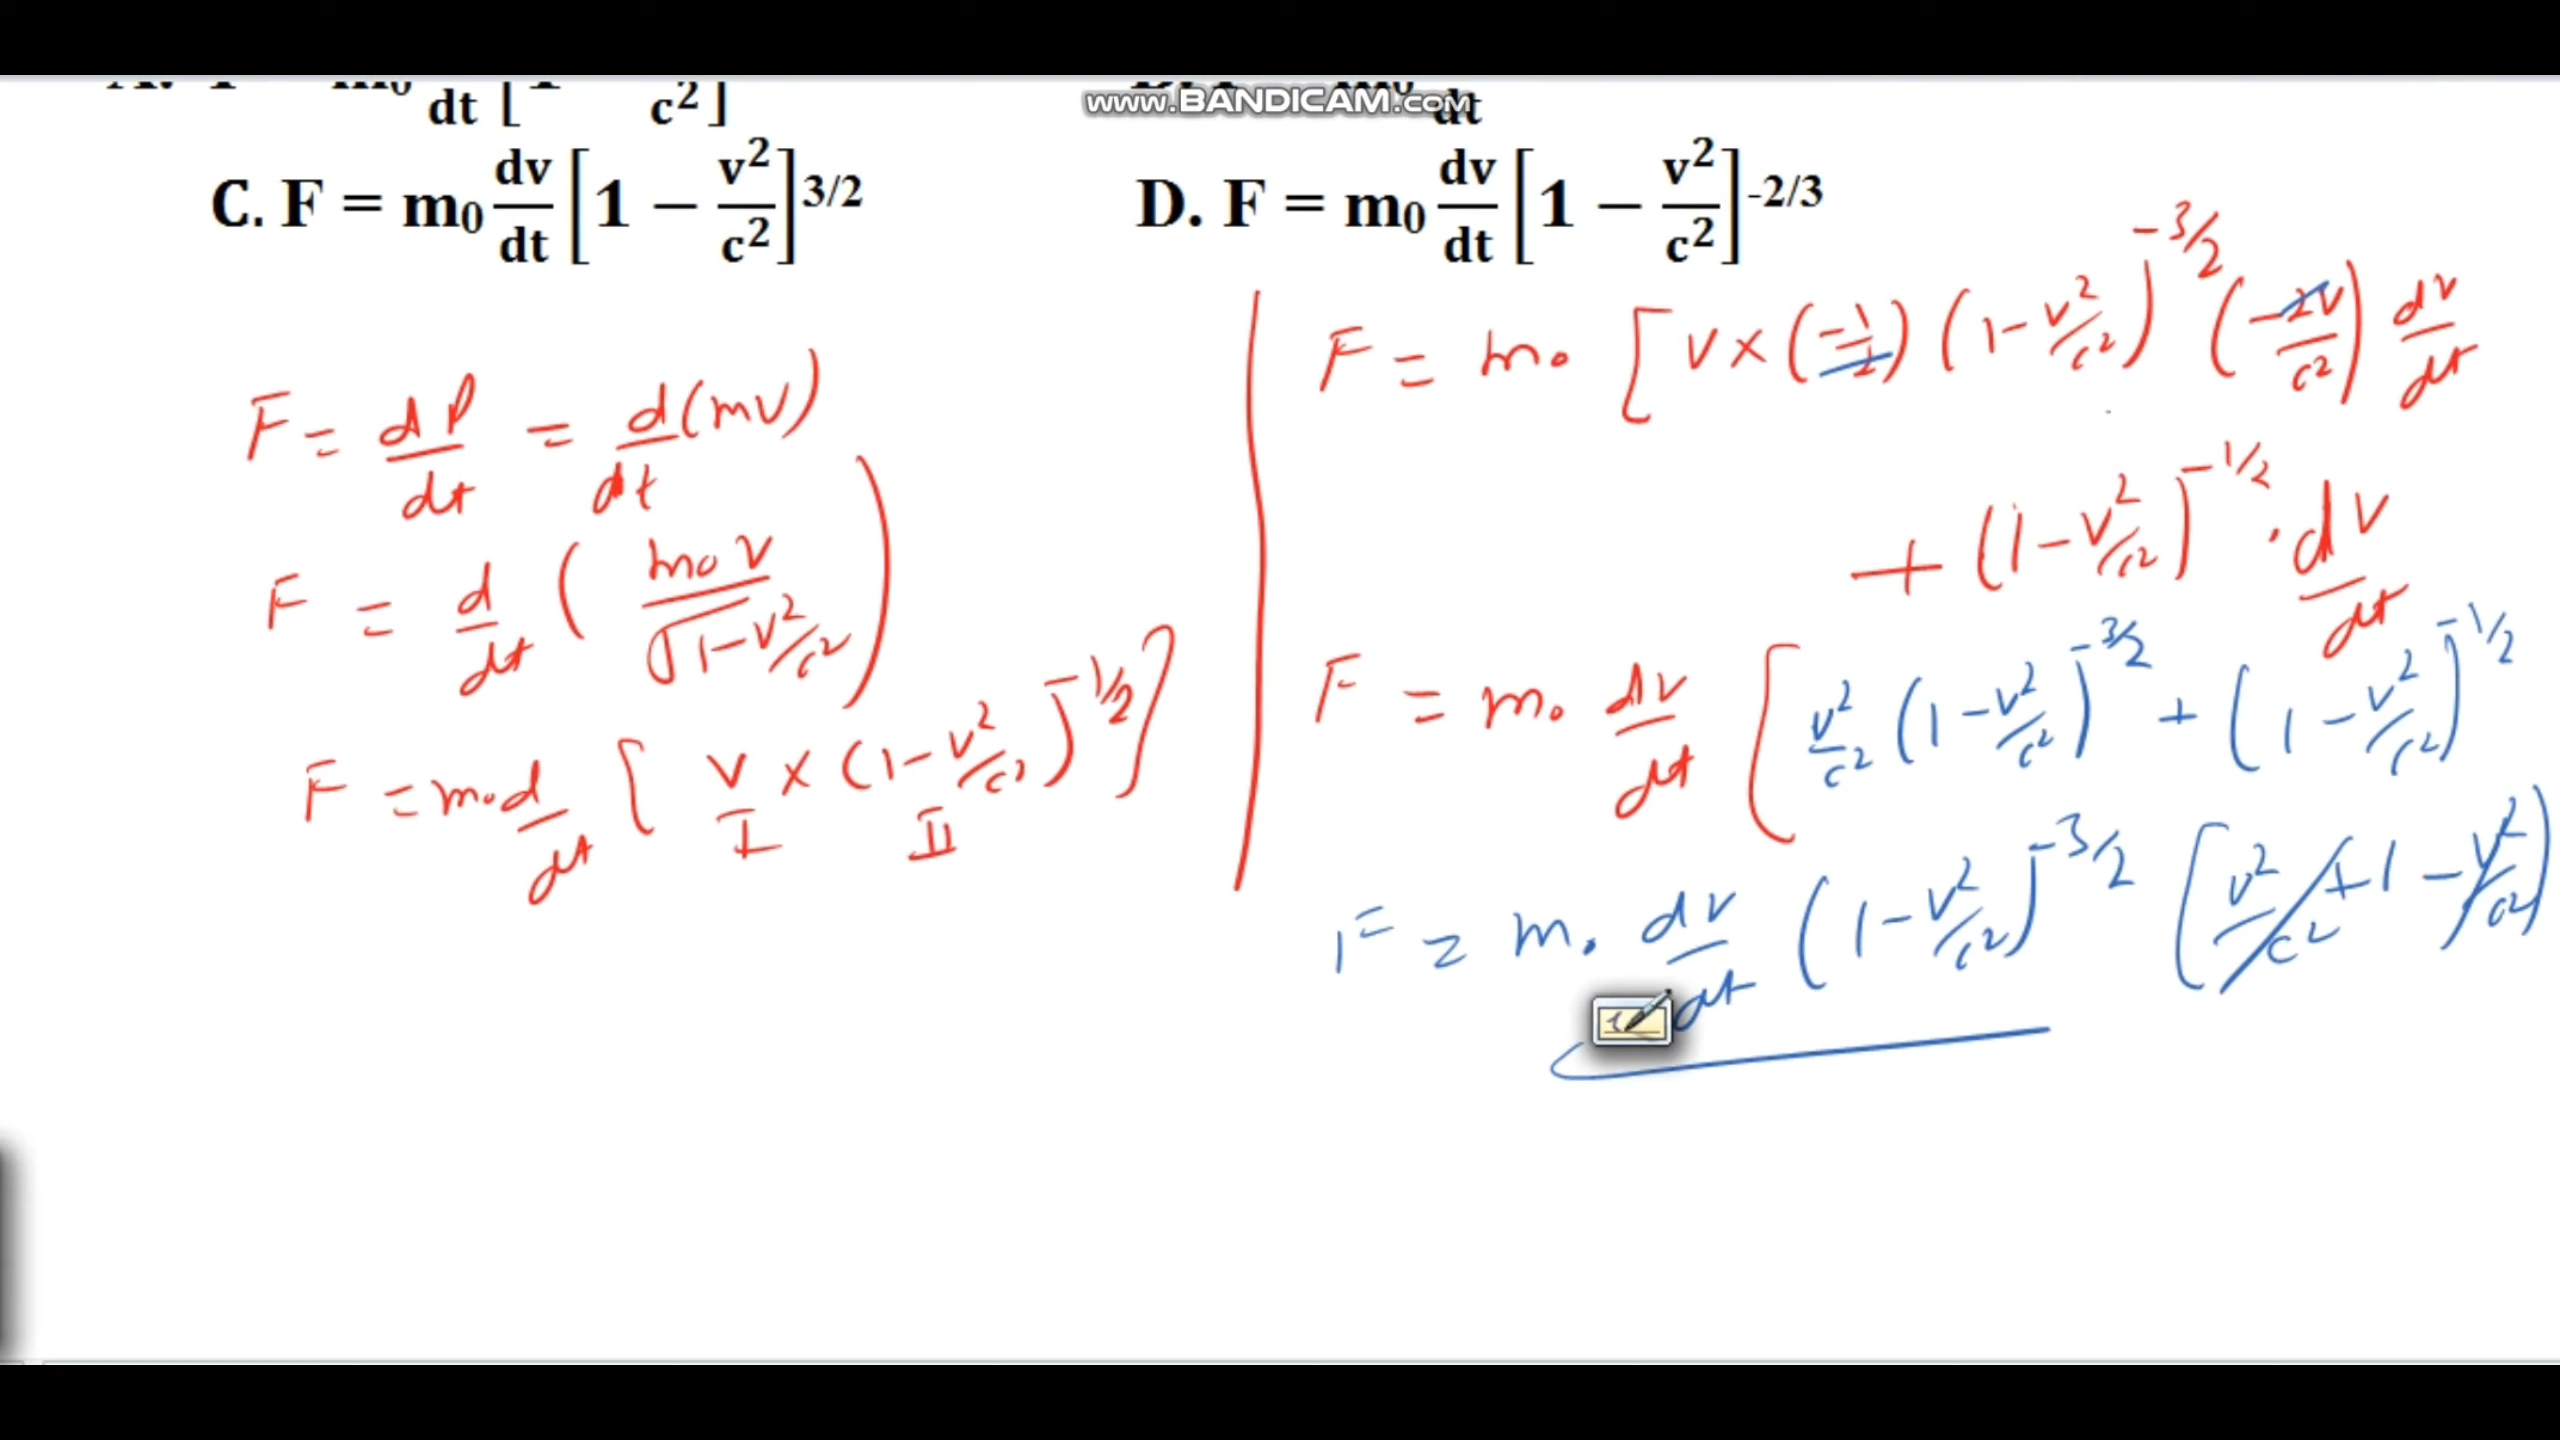 dt [ c²]
www.BANDICAM.com
dt
C. F = m₀ dv/dt [1 − v²/c²]^3/2
D. F = m₀ dv/dt [1 − v²/c²]^-2/3
F = dP/dt = d/dt (mv)
F = d/dt ( m₀ v / √1-v²/c² )
F = m₀ d/dt [ v × (1-v²/c²)^-1/2 ]
I II
F = m₀ [ v × (-1/2) (1-v²/c²)^-3/2 (-2v/c²) dv/dt
+ (1-v²/c²)^-1/2 . dv/dt
F = m₀ dv/dt [ v²/c² (1-v²/c²)^-3/2 + (1-v²/c²)^-1/2
F = m₀ dv/dt (1-v²/c²)^-3/2 [ v²/c² + 1 - v²/c² )